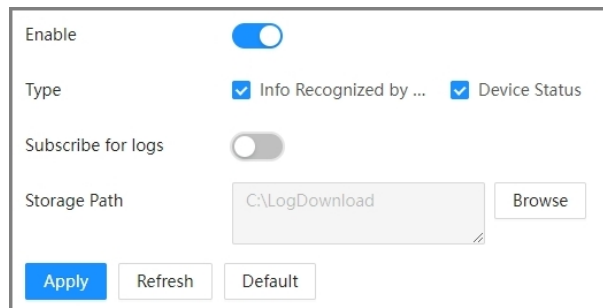 Enable
Type Info Recognized by ... Device Status
Subscribe for logs
Storage Path C:\LogDownload Browse
Apply Refresh Default